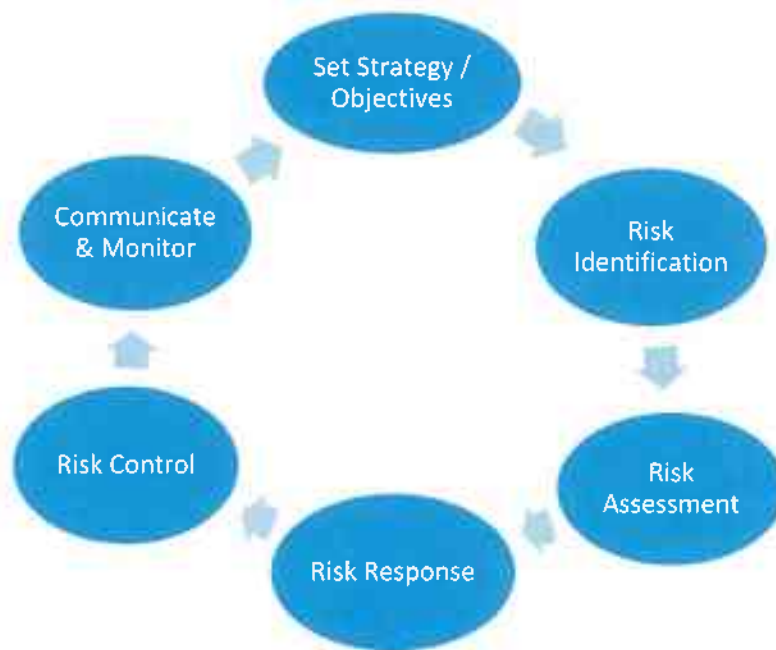 Set Strategy /
Objectives
Risk
Identification
Risk
Assessment
Risk Response
Risk Control
Communicate
& Monitor